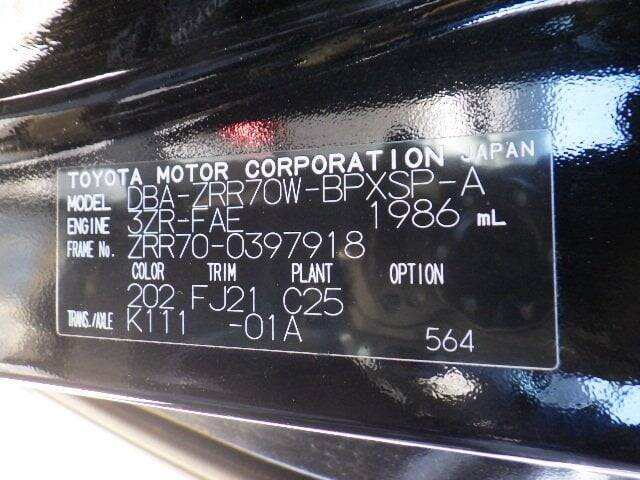 TOYOTA MOTOR CORPORATION JAPAN
MODEL DBA-ZRR70W-BPXSP-A
ENGINE 3ZR-FAE 1986 mL
FRAME No. ZRR70-0397918
COLOR TRIM PLANT OPTION
202 FJ21 C25
TRANS./AXLE K111 -01A 564